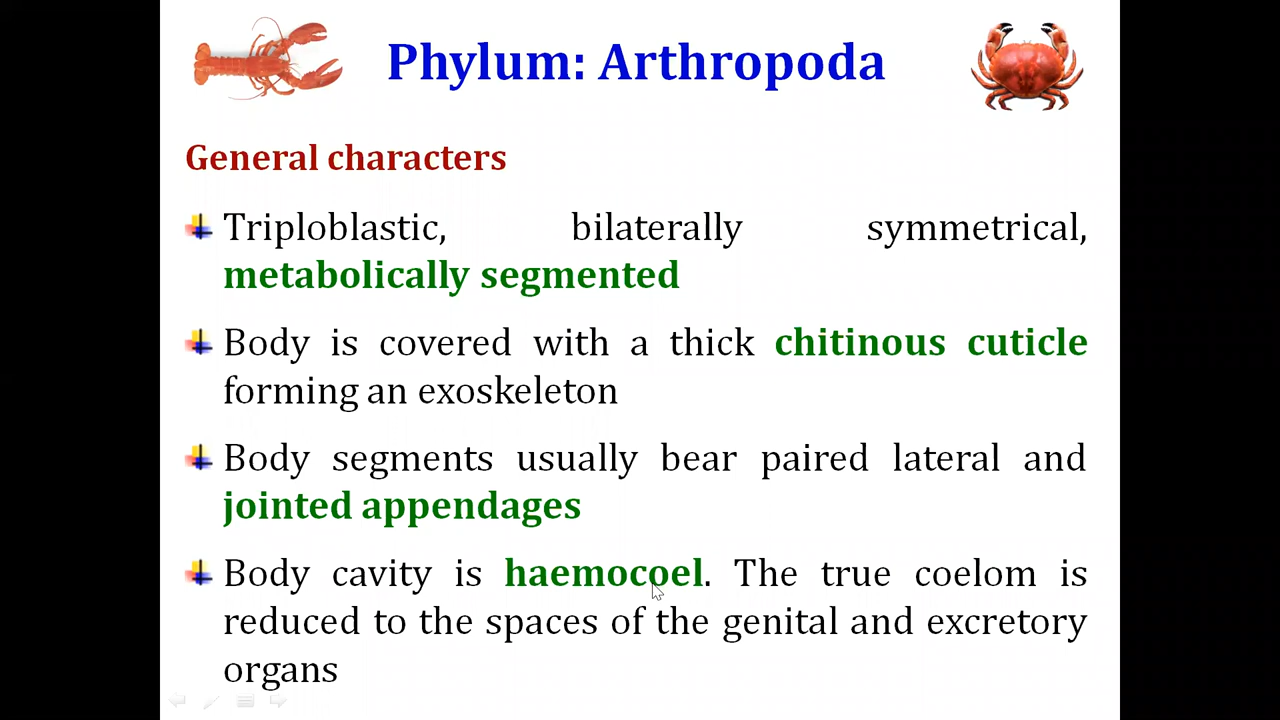 Phylum: Arthropoda
General characters
Triploblastic, bilaterally symmetrical,
metabolically segmented
Body is covered with a thick chitinous cuticle
forming an exoskeleton
Body segments usually bear paired lateral and
jointed appendages
Body cavity is haemocoel. The true coelom is
reduced to the spaces of the genital and excretory
organs